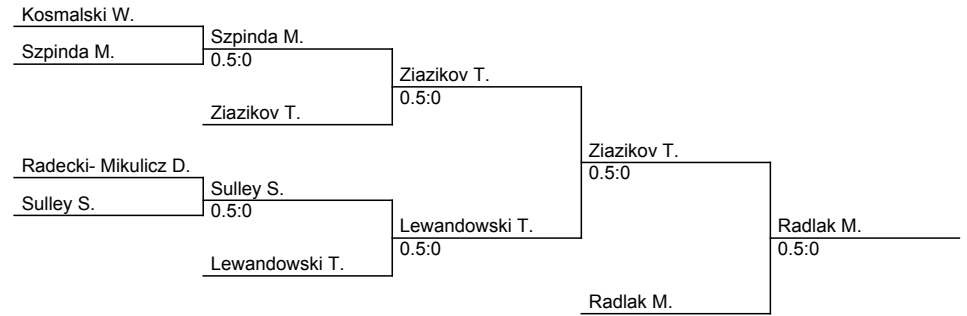 Kosmalski W.
Szpinda M.
Szpinda M.
0.5:0
Ziazikov T.
0.5:0
Ziazikov T.
Ziazikov T.
0.5:0
Radecki- Mikulicz D.
Sulley S.
Sulley S.
0.5:0
Lewandowski T.
0.5:0
Radlak M.
0.5:0
Lewandowski T.
Radlak M.